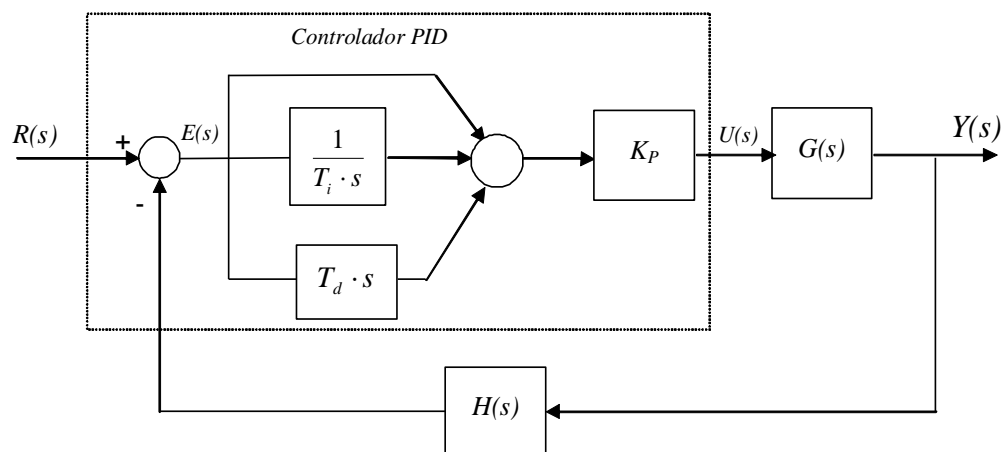 Controlador PID
R(s)
+
E(s)
1
T_i · s
K_P
U(s)
G(s)
Y(s)
-
T_d · s
H(s)